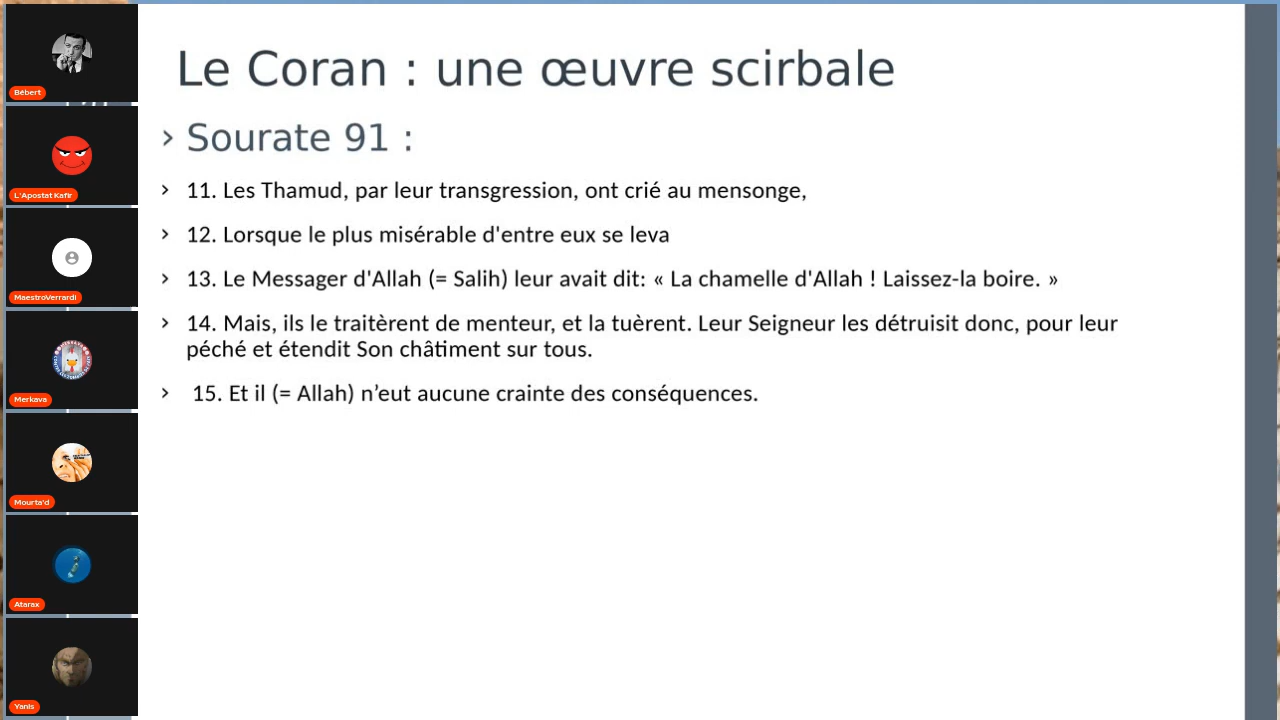 Le Coran : une œuvre scirbale
› Sourate 91 :
› 11. Les Thamud, par leur transgression, ont crié au mensonge,
› 12. Lorsque le plus misérable d'entre eux se leva
› 13. Le Messager d'Allah (= Salih) leur avait dit: « La chamelle d'Allah ! Laissez-la boire. »
› 14. Mais, ils le traitèrent de menteur, et la tuèrent. Leur Seigneur les détruisit donc, pour leur
péché et étendit Son châtiment sur tous.
› 15. Et il (= Allah) n’eut aucune crainte des conséquences.
Bébert
L'Apostat Kafir
MaestroVerrardi
Merkava
Mourta'd
Atarax
Yanis